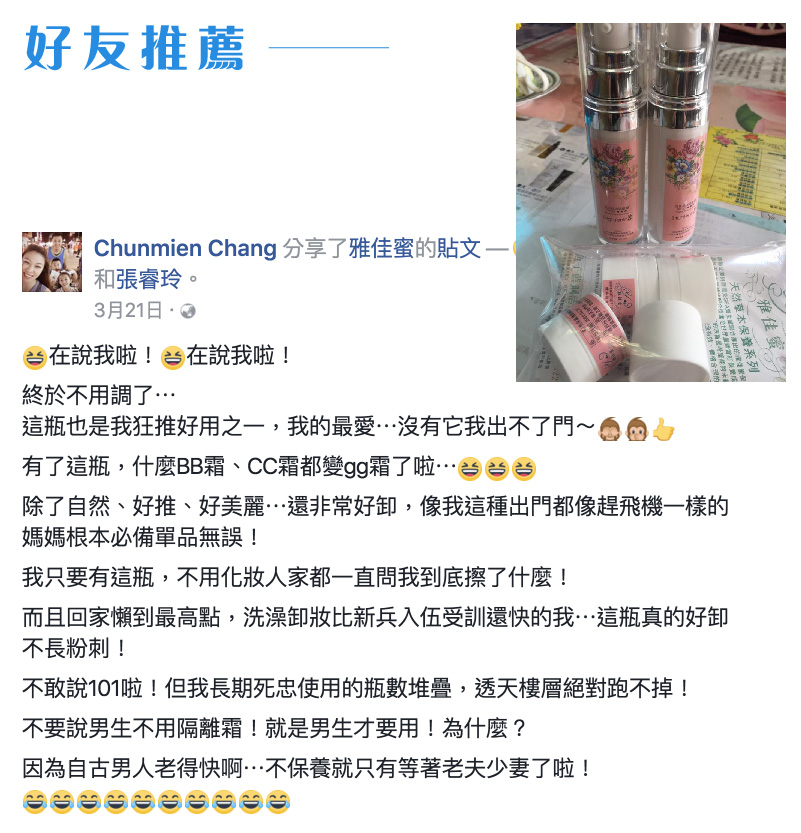 好友推薦
Chunmien Chang 分享了雅佳蜜的貼文 —
和張睿玲。
3月21日 ·
😆在說我啦！😆在說我啦！
終於不用調了⋯
這瓶也是我狂推好用之一，我的最愛⋯沒有它我出不了門～🙈🙊👍
有了這瓶，什麼BB霜、CC霜都變gg霜了啦⋯😆😆😆
除了自然、好推、好美麗⋯還非常好卸，像我這種出門都像趕飛機一樣的
媽媽根本必備單品無誤！
我只要有這瓶，不用化妝人家都一直問我到底擦了什麼！
而且回家懶到最高點，洗澡卸妝比新兵入伍受訓還快的我⋯這瓶真的好卸
不長粉刺！
不敢說101啦！但我長期死忠使用的瓶數堆疊，透天樓層絕對跑不掉！
不要說男生不用隔離霜！就是男生才要用！為什麼？
因為自古男人老得快啊⋯不保養就只有等著老夫少妻了啦！
😂😂😂😂😂😂😂😂😂😂
雅佳蜜
天然草本保養系列